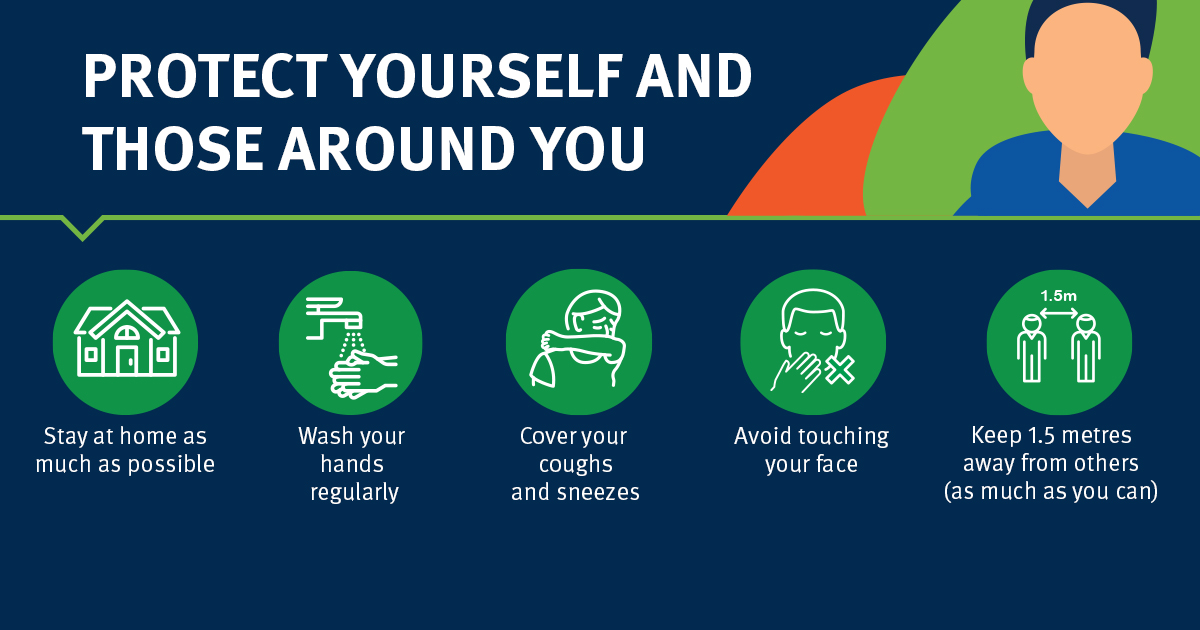 PROTECT YOURSELF AND
THOSE AROUND YOU
Stay at home as
much as possible
Wash your
hands
regularly
Cover your
coughs
and sneezes
Avoid touching
your face
1.5m
Keep 1.5 metres
away from others
(as much as you can)